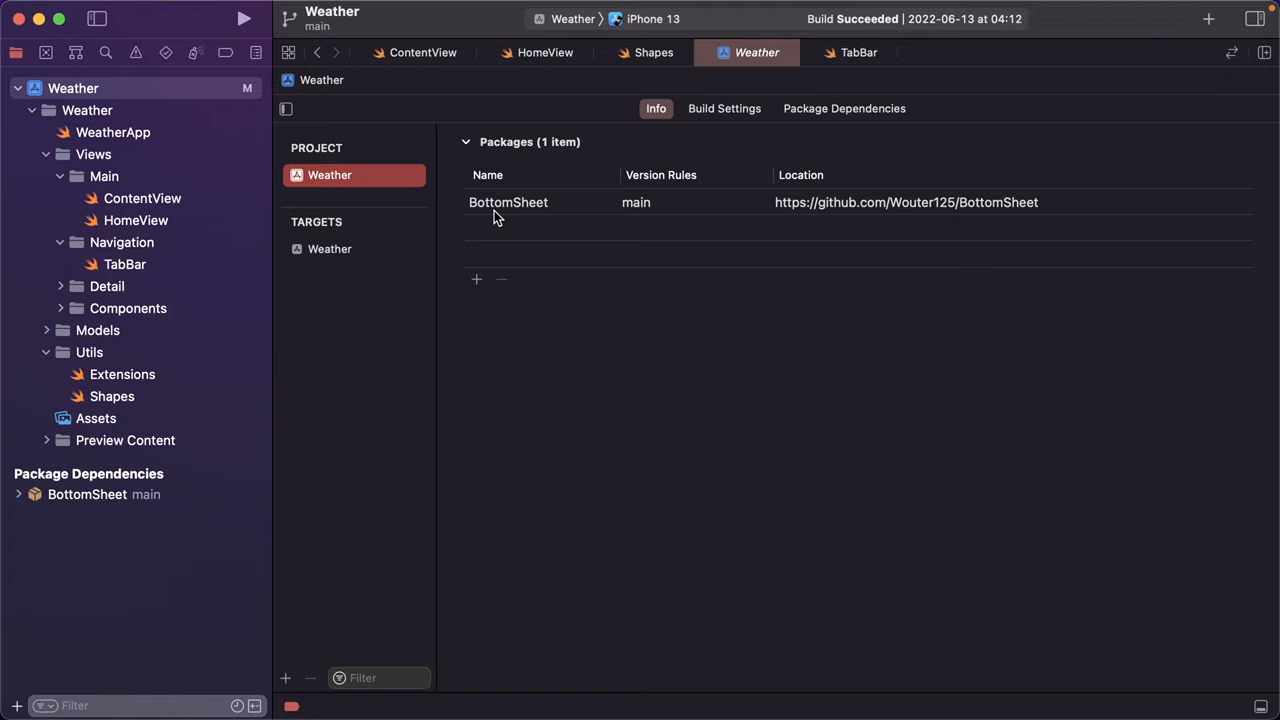 Weather
main
Weather 〉 iPhone 13
Build Succeeded | 2022-06-13 at 04:12
ContentView
HomeView
Shapes
Weather
TabBar
Weather M
Weather
WeatherApp
Views
Main
ContentView
HomeView
Navigation
TabBar
Detail
Components
Models
Utils
Extensions
Shapes
Assets
Preview Content
Package Dependencies
BottomSheet main
Filter
Weather
Info Build Settings Package Dependencies
PROJECT
Weather
TARGETS
Weather
Filter
Packages (1 item)
Name Version Rules Location
BottomSheet main https://github.com/Wouter125/BottomSheet